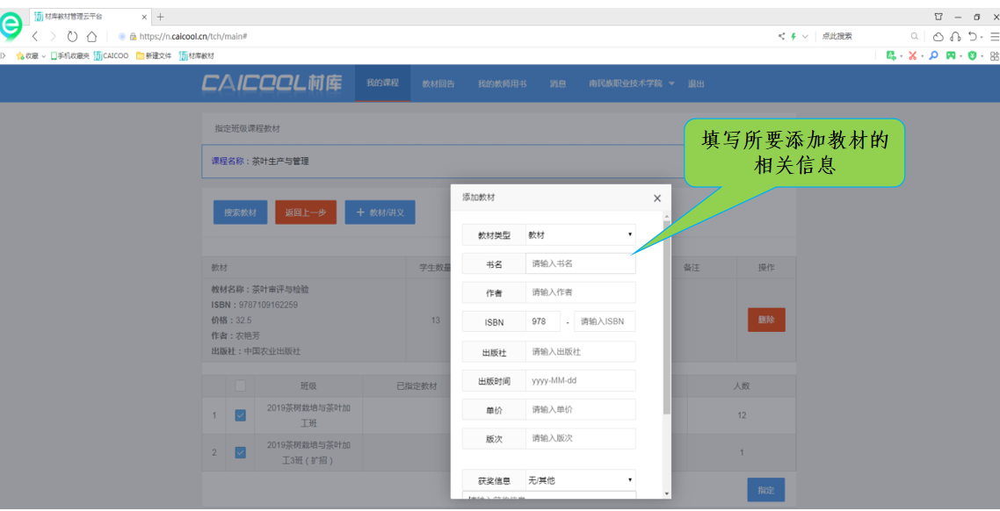 材库教材管理云平台
https://n.caicool.cn/tch/main#
点此搜索
收藏 手机收藏夹 CAICOO 新建文件 材库教材
CAICOOL材库 我的课程 教材回告 我的教师用书 消息 南民族职业技术学院 退出
指定班级课程教材
课程名称：茶叶生产与管理
填写所要添加教材的
相关信息
搜索教材 返回上一步 + 教材/讲义
教材 学生数量 备注 操作
教材名称：茶叶审评与检验
ISBN：9787109162259
价格：32.5
作者：农艳芳
出版社：中国农业出版社
13
删除
班级 已指定教材 人数
1 2019茶树栽培与茶叶加
工班
12
2 2019茶树栽培与茶叶加
工3班（扩招）
1
指定
添加教材
教材类型 教材
书名 请输入书名
作者 请输入作者
ISBN 978 - 请输入ISBN
出版社 请输入出版社
出版时间 yyyy-MM-dd
单价 请输入单价
版次 请输入版次
获奖信息 无/其他